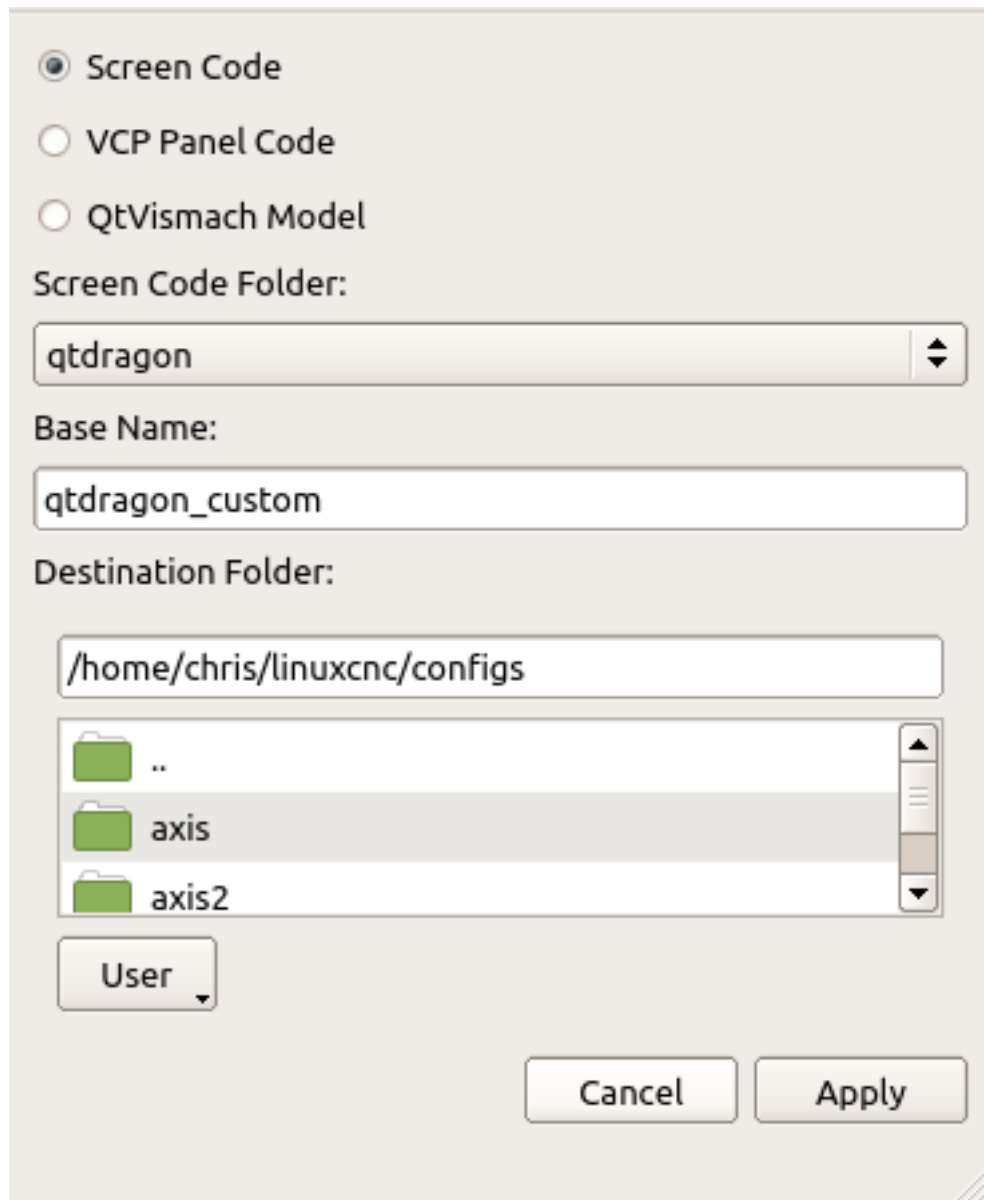 Screen Code
VCP Panel Code
QtVismach Model
Screen Code Folder:
qtdragon
Base Name:
qtdragon_custom
Destination Folder:
/home/chris/linuxcnc/configs
..
axis
axis2
User
Cancel
Apply